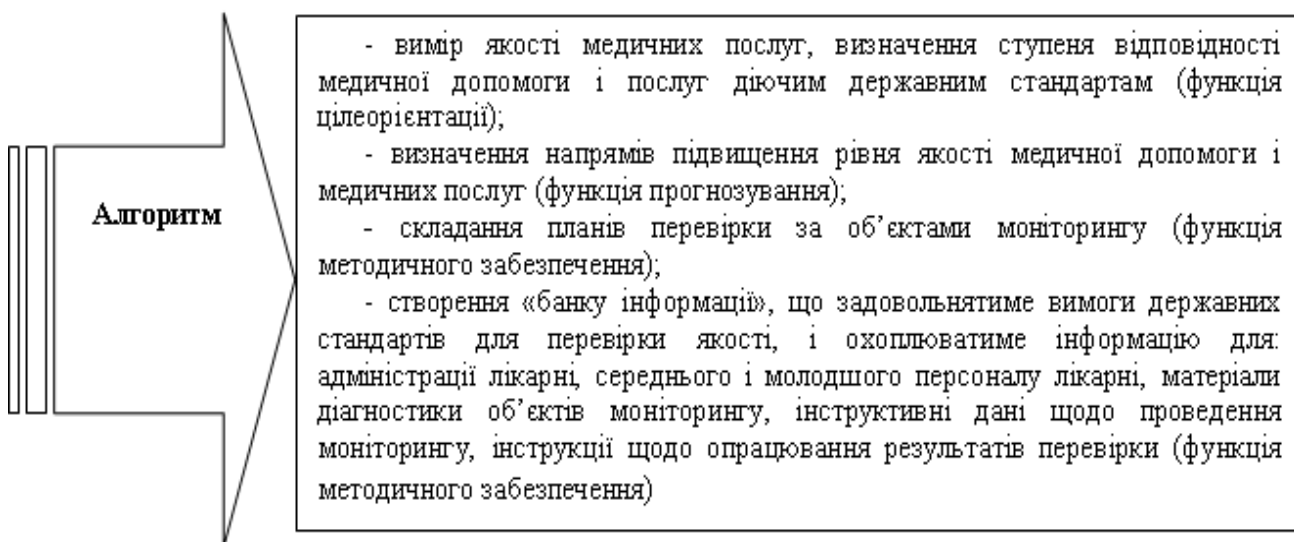 Алгоритм
- вимір якості медичних послуг, визначення ступеня відповідності
медичної допомоги і послуг діючим державним стандартам (функція
цілеорієнтації);
- визначення напрямів підвищення рівня якості медичної допомоги і
медичних послуг (функція прогнозування);
- складання планів перевірки за об’єктами моніторингу (функція
методичного забезпечення);
- створення «банку інформації», що задовольнятиме вимоги державних
стандартів для перевірки якості, і охоплюватиме інформацію для:
адміністрації лікарні, середнього і молодшого персоналу лікарні, матеріали
діагностики об’єктів моніторингу, інструктивні дані щодо проведення
моніторингу, інструкції щодо опрацювання результатів перевірки (функція
методичного забезпечення)